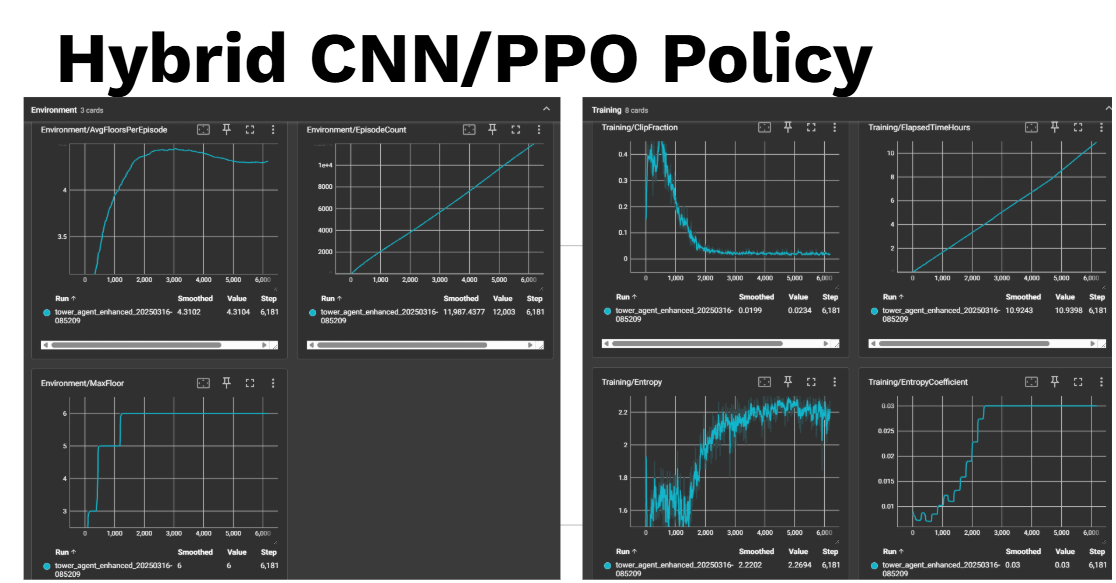 Hybrid CNN/PPO Policy
Environment 3 cards
Environment/AvgFloorsPerEpisode
4
3.5
0 1,000 2,000 3,000 4,000 5,000 6,000
Run ↑ Smoothed Value Step
tower_agent_enhanced_20250316- 4.3102 4.3104 6,181
085209
Environment/EpisodeCount
1e+4
8000
6000
4000
2000
0 1,000 2,000 3,000 4,000 5,000 6,000
Run ↑ Smoothed Value Step
tower_agent_enhanced_20250316- 11,987.4377 12,003 6,181
085209
Environment/MaxFloor
6
5
4
3
0 1,000 2,000 3,000 4,000 5,000 6,000
Run ↑ Smoothed Value Step
tower_agent_enhanced_20250316- 6 6 6,181
085209
Training 8 cards
Training/ClipFraction
0.4
0.3
0.2
0.1
0
0 1,000 2,000 3,000 4,000 5,000 6,000
Run ↑ Smoothed Value Step
tower_agent_enhanced_20250316- 0.0199 0.0234 6,181
085209
Training/ElapsedTimeHours
10
8
6
4
2
0 1,000 2,000 3,000 4,000 5,000 6,000
Run ↑ Smoothed Value Step
tower_agent_enhanced_20250316- 10.9243 10.9398 6,181
085209
Training/Entropy
2.2
2
1.8
1.6
0 1,000 2,000 3,000 4,000 5,000 6,000
Run ↑ Smoothed Value Step
tower_agent_enhanced_20250316- 2.2202 2.2694 6,181
085209
Training/EntropyCoefficient
0.03
0.025
0.02
0.015
0.01
0 1,000 2,000 3,000 4,000 5,000 6,000
Run ↑ Smoothed Value Step
tower_agent_enhanced_20250316- 0.03 0.03 6,181
085209